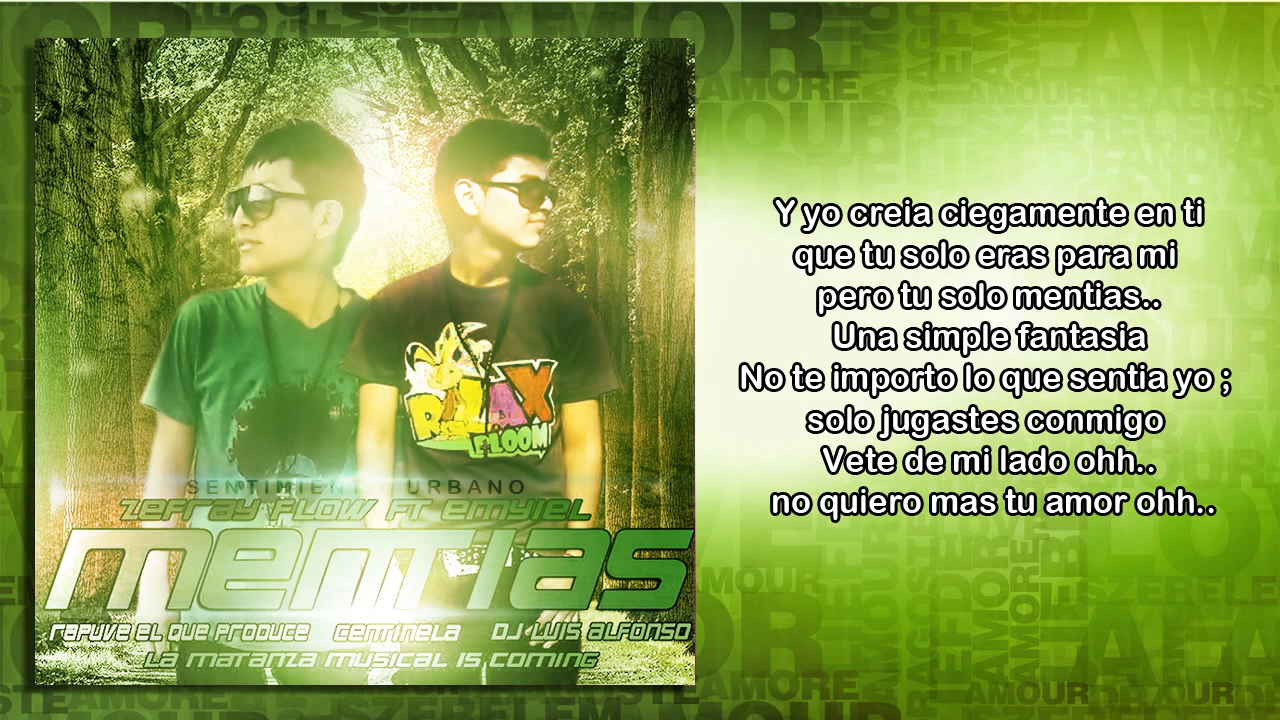 RELAX
BLOOM
SENTIMIENTO URBANO
ZEFRAY FLOW FT EMYIEL
MENTIAS
RAPUVE EL QUE PRODUCE CENTINELA DJ LUIS ALFONSO
LA MATANZA MUSICAL IS COMING
Y yo creia ciegamente en ti
que tu solo eras para mi
pero tu solo mentias..
Una simple fantasia
No te importo lo que sentia yo ;
solo jugastes conmigo
Vete de mi lado ohh..
no quiero mas tu amor ohh..